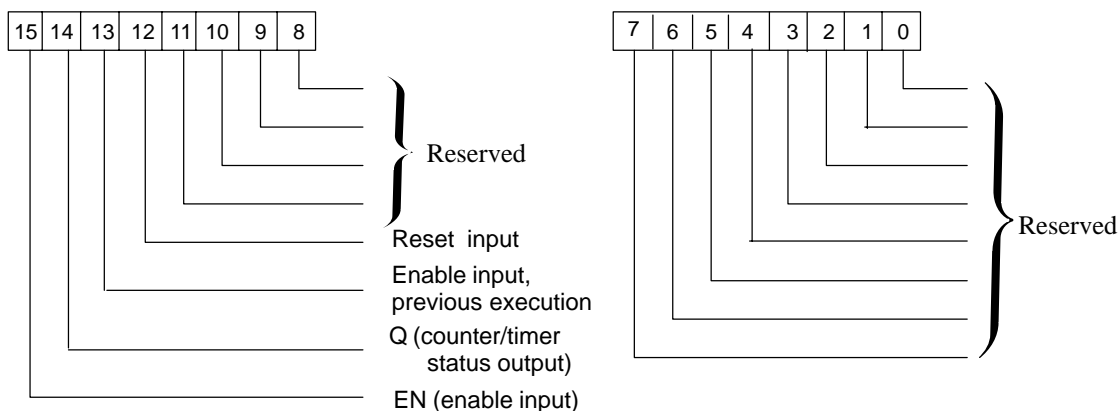 15 14 13 12 11 10 9 8
7 6 5 4 3 2 1 0
Reserved
Reset input
Enable input,
previous execution
Q (counter/timer
status output)
EN (enable input)
Reserved